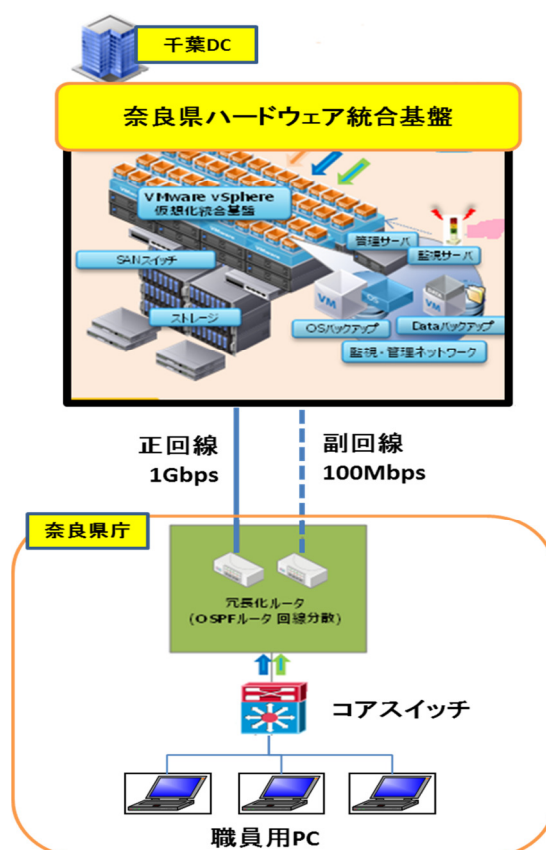 千葉DC
奈良県ハードウェア統合基盤
VMware vSphere
仮想化統合基盤
管理サーバ
監視サーバ
SANスイッチ
VM
OS
VM
ストレージ
OSバックアップ
Dataバックアップ
監視・管理ネットワーク
正回線
1Gbps
副回線
100Mbps
奈良県庁
冗長化ルータ
(OSPFルータ 回線分散)
コアスイッチ
職員用PC